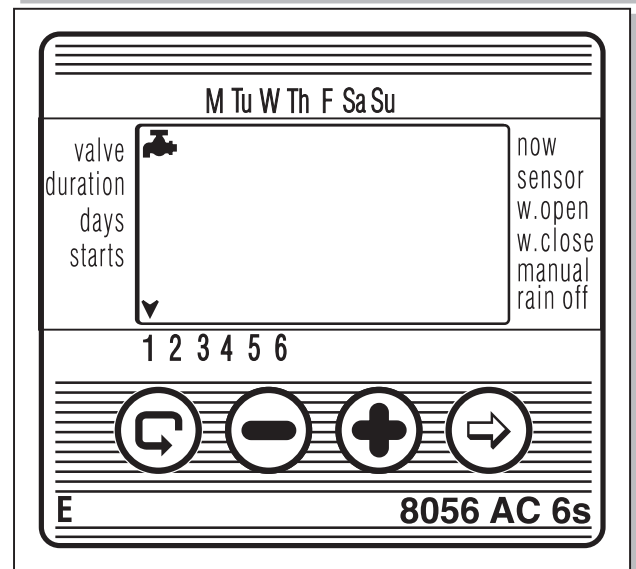 M Tu W Th F Sa Su
valve
duration
days
starts
now
sensor
w.open
w.close
manual
rain off
1 2 3 4 5 6
E
8056 AC 6s